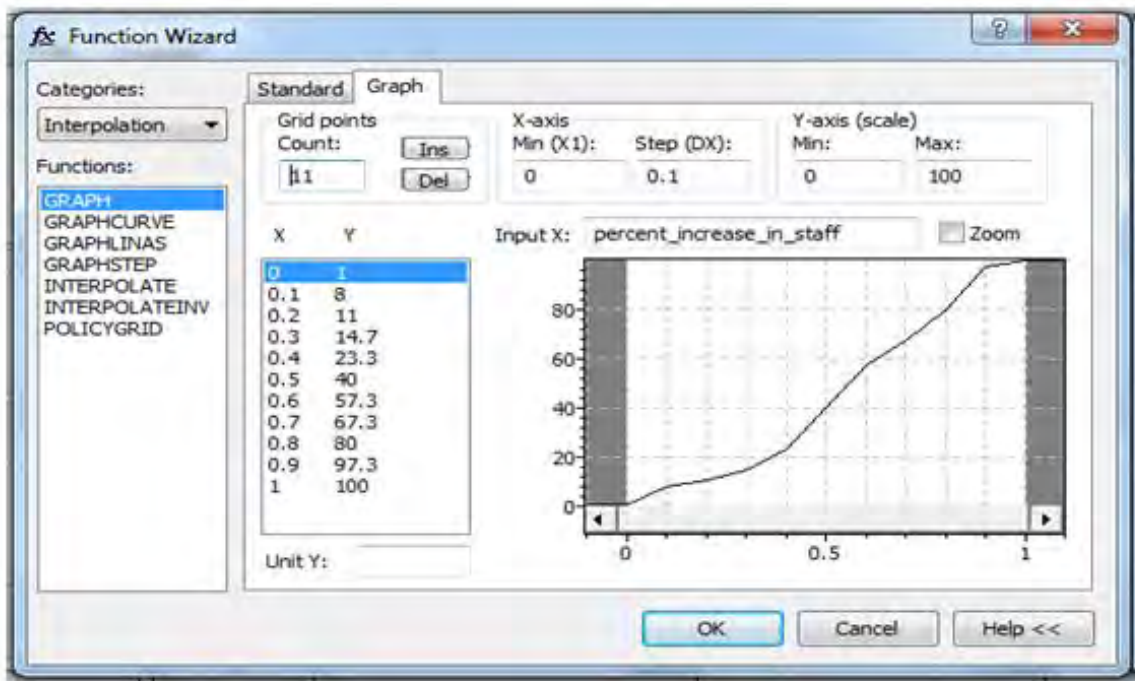 fx Function Wizard
Categories:
Interpolation
Functions:
GRAPH
GRAPHCURVE
GRAPHLINAS
GRAPHSTEP
INTERPOLATE
INTERPOLATEINV
POLICYGRID
Standard Graph
Grid points
Count:
11
Ins
Del
X-axis
Min (X1): Step (DX):
0 0.1
Y-axis (scale)
Min: Max:
0 100
X Y
0 1
0.1 8
0.2 11
0.3 14.7
0.4 23.3
0.5 40
0.6 57.3
0.7 67.3
0.8 80
0.9 97.3
1 100
Unit Y:
Input X: percent_increase_in_staff Zoom
80
60
40
20
0
0 0.5 1
OK Cancel Help <<